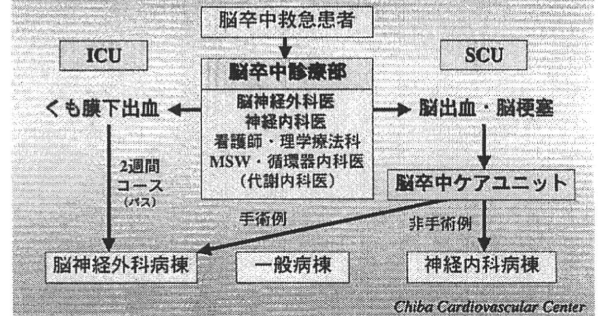 脳卒中救急患者
ICU
SCU
脳卒中診療部
くも膜下出血
脳神経外科医
神経内科医
看護師・理学療法科
MSW・循環器内科医
(代謝内科医)
脳出血・脳梗塞
2週間
コース
(パス)
脳卒中ケアユニット
手術例
非手術例
脳神経外科病棟
一般病棟
神経内科病棟
Chiba Cardiovascular Center